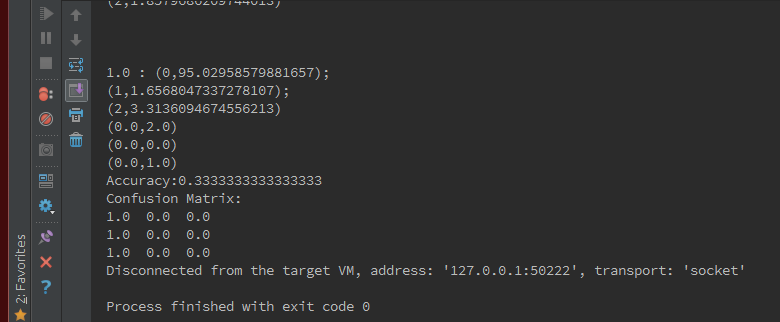 1.0 : (0,95.02958579881657);
(1,1.6568047337278107);
(2,3.3136094674556213)
(0.0,2.0)
(0.0,0.0)
(0.0,1.0)
Accuracy:0.3333333333333333
Confusion Matrix:
1.0  0.0  0.0
1.0  0.0  0.0
1.0  0.0  0.0
Disconnected from the target VM, address: '127.0.0.1:50222', transport: 'socket'
Process finished with exit code 0
2: Favorites